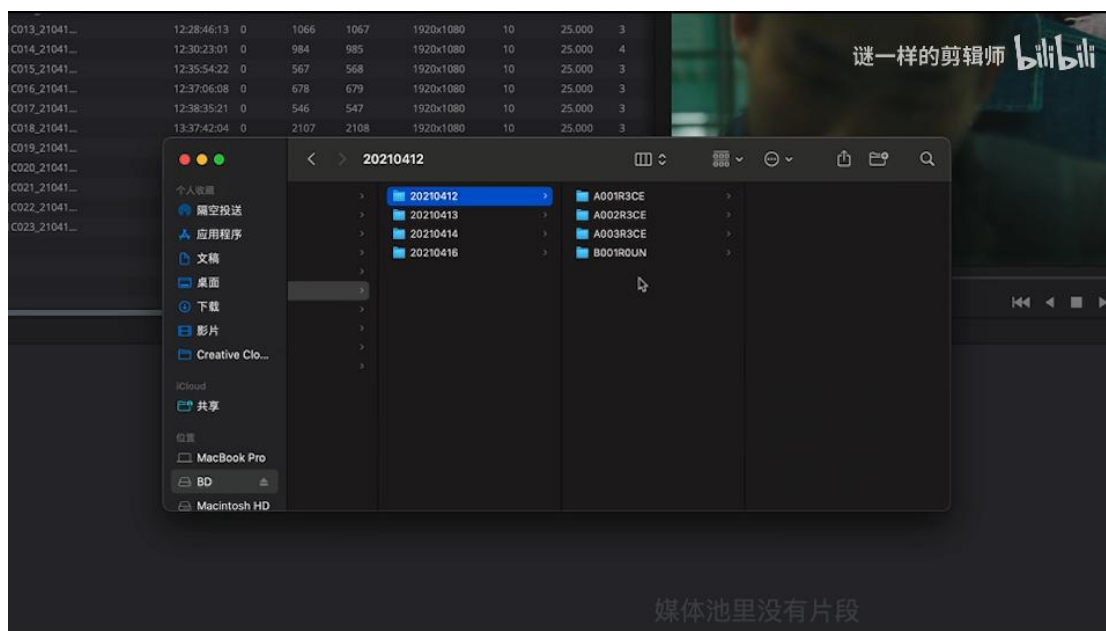 C013_21041... 12:28:46:13 0 1066 1067 1920x1080 10 25.000 3
C014_21041... 12:30:23:01 0 984 985 1920x1080 10 25.000 4
C015_21041... 12:35:54:22 0 567 568 1920x1080 10 25.000 3
C016_21041... 12:37:06:08 0 678 679 1920x1080 10 25.000 3
C017_21041... 12:38:35:21 0 546 547 1920x1080 10 25.000 3
C018_21041... 13:37:42:04 0 2107 2108 1920x1080 10 25.000 3
C019_21041...
C020_21041...
C021_21041...
C022_21041...
C023_21041...
谜一样的剪辑师 bilibili
20210412
个人收藏
隔空投送
应用程序
文稿
桌面
下载
影片
Creative Clo...
iCloud
共享
位置
MacBook Pro
BD
Macintosh HD
20210412
20210413
20210414
20210416
A001R3CE
A002R3CE
A003R3CE
B001R0UN
媒体池里没有片段